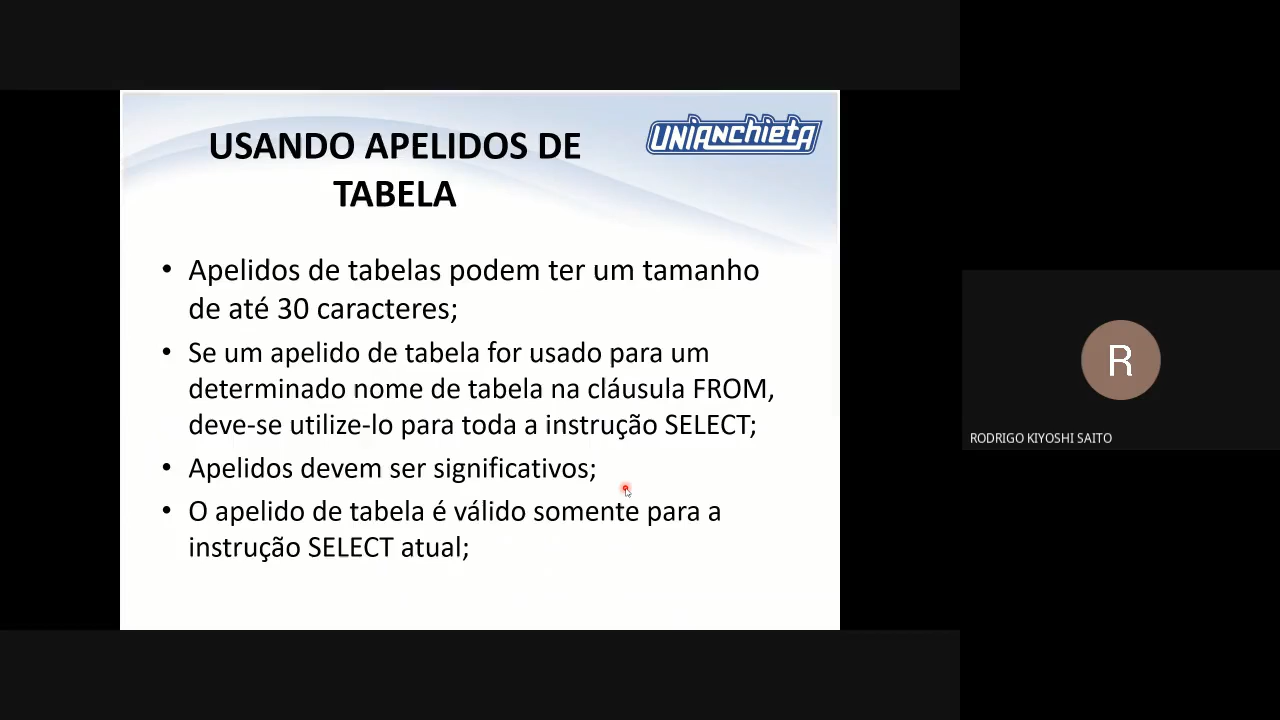 USANDO APELIDOS DE
TABELA
UNIANCHIETA
• Apelidos de tabelas podem ter um tamanho
de até 30 caracteres;
• Se um apelido de tabela for usado para um
determinado nome de tabela na cláusula FROM,
deve-se utilize-lo para toda a instrução SELECT;
• Apelidos devem ser significativos;
• O apelido de tabela é válido somente para a
instrução SELECT atual;
R
RODRIGO KIYOSHI SAITO